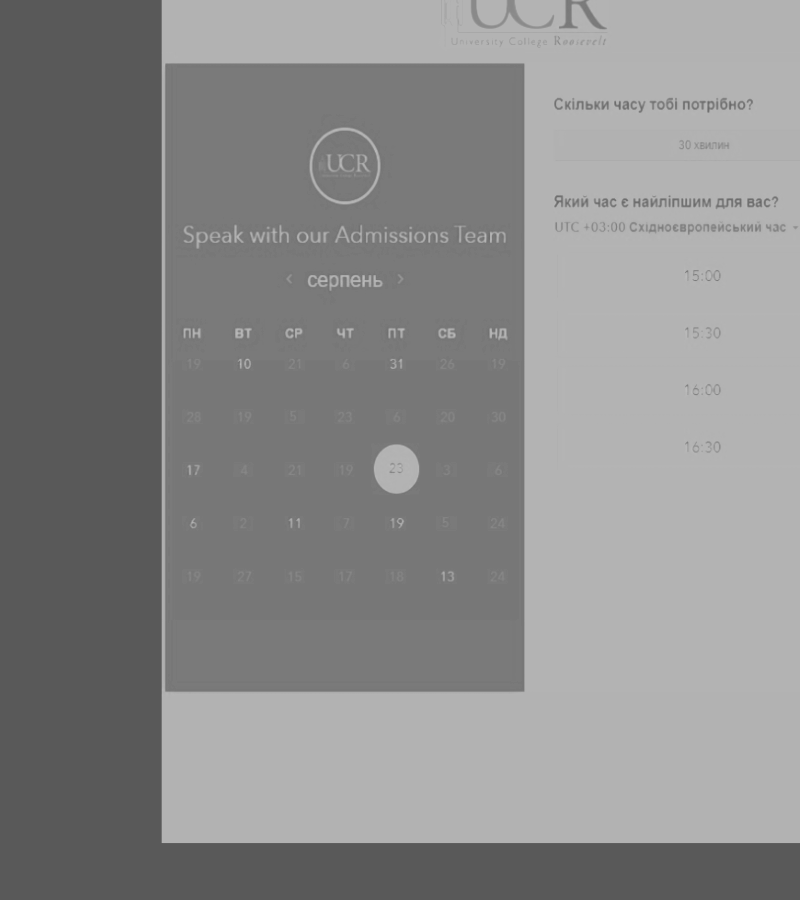 UCR
University College Roosevelt
UCR
Speak with our Admissions Team
‹ серпень ›
ПН ВТ СР ЧТ ПТ СБ НД
19 10 21 6 31 26 19
28 19 5 23 6 20 30
17 4 21 19 23 3 6
6 2 11 7 19 5 24
19 27 15 17 18 13 24
Скільки часу тобі потрібно?
30 хвилин
Який час є найліпшим для вас?
UTC +03:00 Східноєвропейський час
15:00
15:30
16:00
16:30